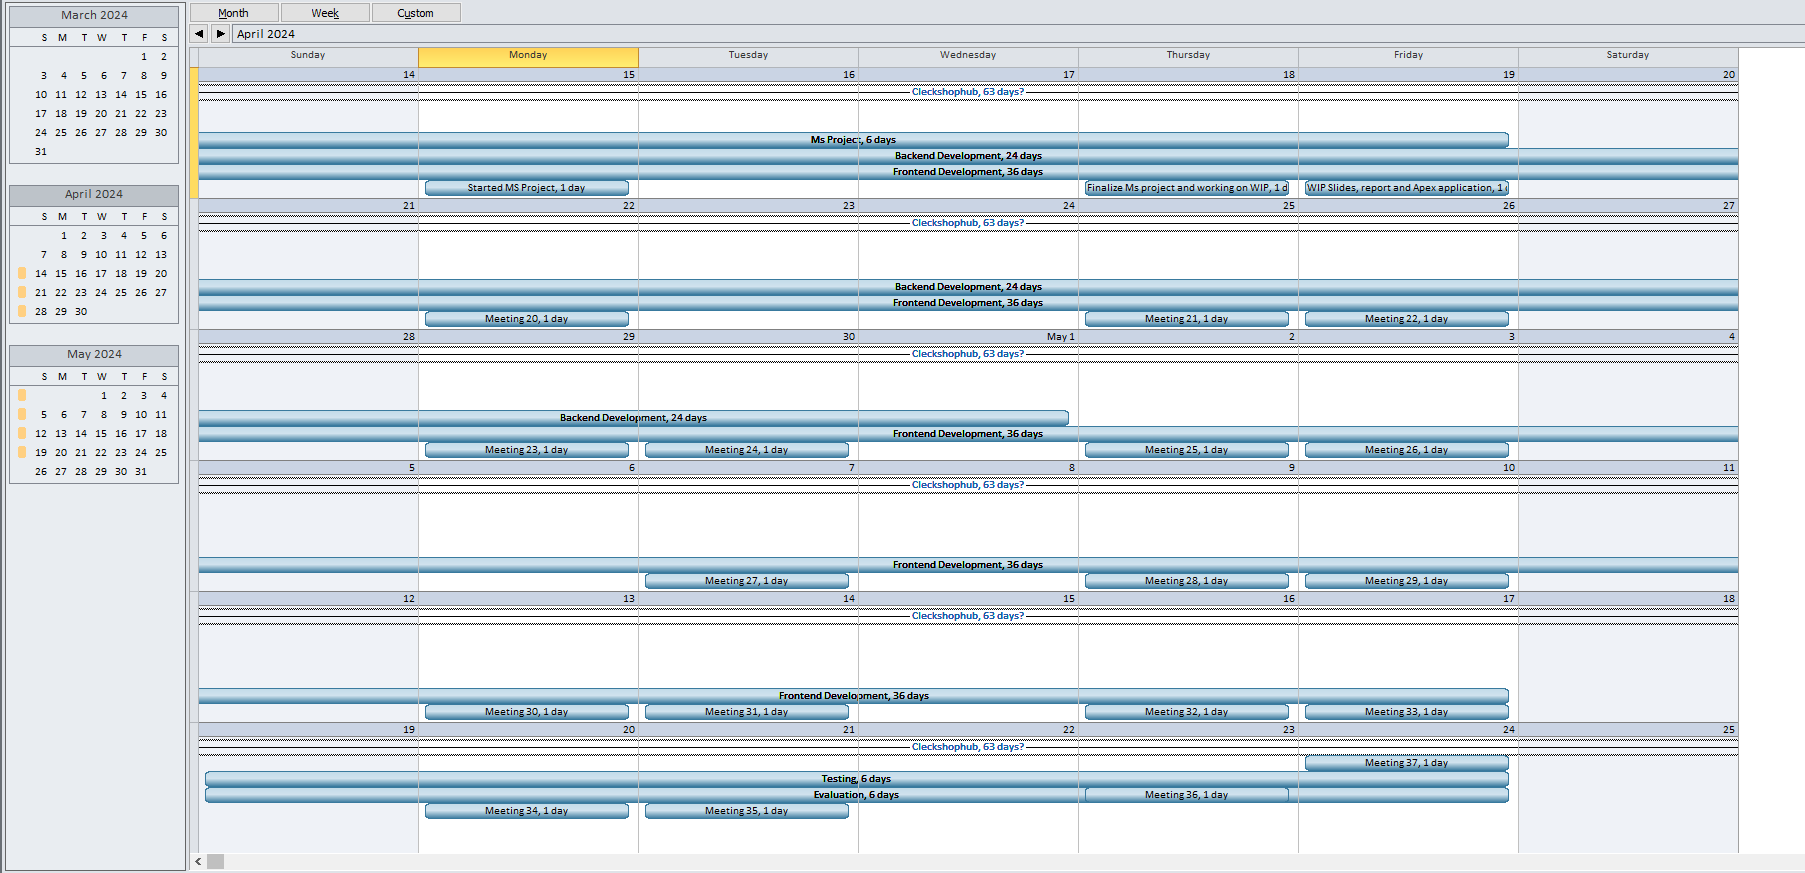 March 2024
S M T W T F S
1 2
3 4 5 6 7 8 9
10 11 12 13 14 15 16
17 18 19 20 21 22 23
24 25 26 27 28 29 30
31
April 2024
S M T W T F S
1 2 3 4 5 6
7 8 9 10 11 12 13
14 15 16 17 18 19 20
21 22 23 24 25 26 27
28 29 30
May 2024
S M T W T F S
1 2 3 4
5 6 7 8 9 10 11
12 13 14 15 16 17 18
19 20 21 22 23 24 25
26 27 28 29 30 31
Month Week Custom
April 2024
Sunday Monday Tuesday Wednesday Thursday Friday Saturday
14 15 16 17 18 19 20
Cleckshophub, 63 days?
Ms Project, 6 days
Backend Development, 24 days
Frontend Development, 36 days
Started MS Project, 1 day Finalize Ms project and working on WIP, 1 d WIP Slides, report and Apex application, 1
21 22 23 24 25 26 27
Cleckshophub, 63 days?
Backend Development, 24 days
Frontend Development, 36 days
Meeting 20, 1 day Meeting 21, 1 day Meeting 22, 1 day
28 29 30 May 1 2 3 4
Cleckshophub, 63 days?
Backend Development, 24 days
Frontend Development, 36 days
Meeting 23, 1 day Meeting 24, 1 day Meeting 25, 1 day Meeting 26, 1 day
5 6 7 8 9 10 11
Cleckshophub, 63 days?
Frontend Development, 36 days
Meeting 27, 1 day Meeting 28, 1 day Meeting 29, 1 day
12 13 14 15 16 17 18
Cleckshophub, 63 days?
Frontend Development, 36 days
Meeting 30, 1 day Meeting 31, 1 day Meeting 32, 1 day Meeting 33, 1 day
19 20 21 22 23 24 25
Cleckshophub, 63 days?
Meeting 37, 1 day
Testing, 6 days
Evaluation, 6 days Meeting 36, 1 day
Meeting 34, 1 day Meeting 35, 1 day